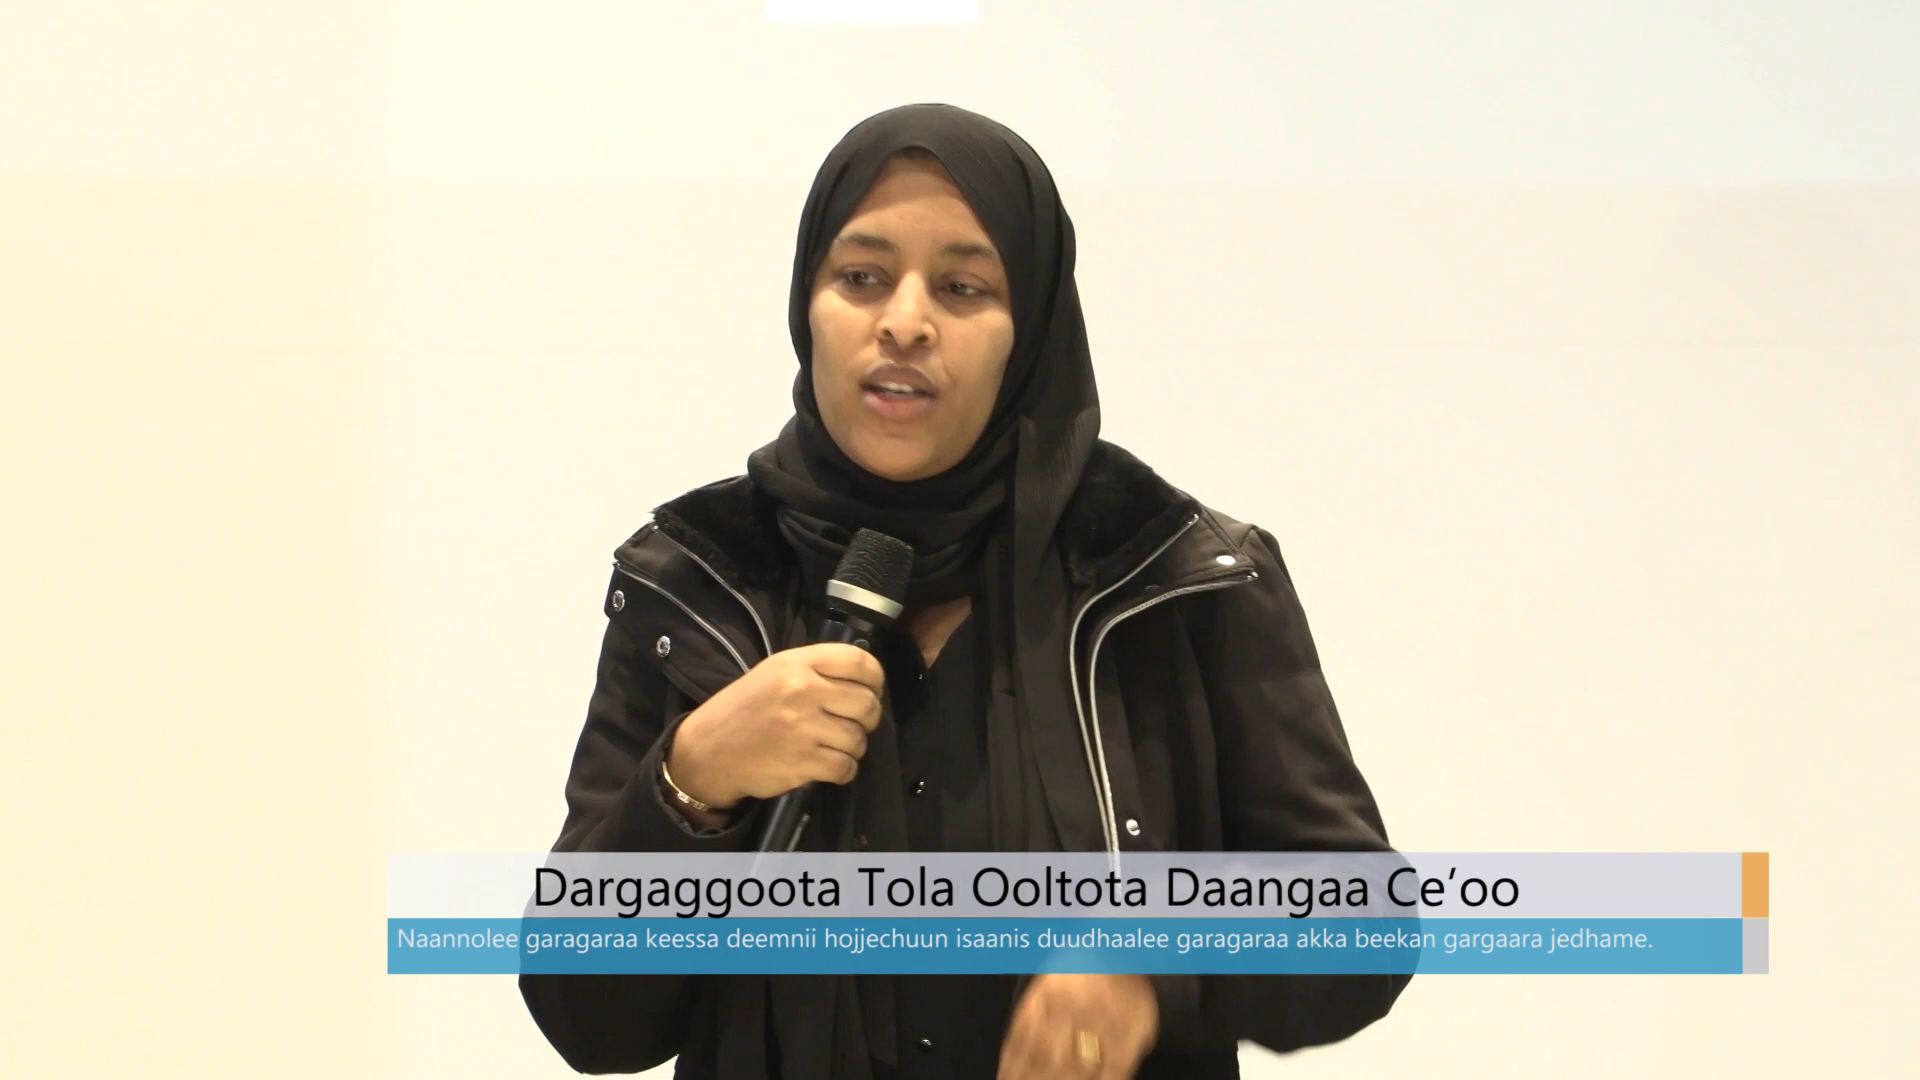 Dargaggoota Tola Ooltota Daangaa Ce’oo
Naannolee garagaraa keessa deemnii hojjechuun isaanis duudhaalee garagaraa akka beekan gargaara jedhame.